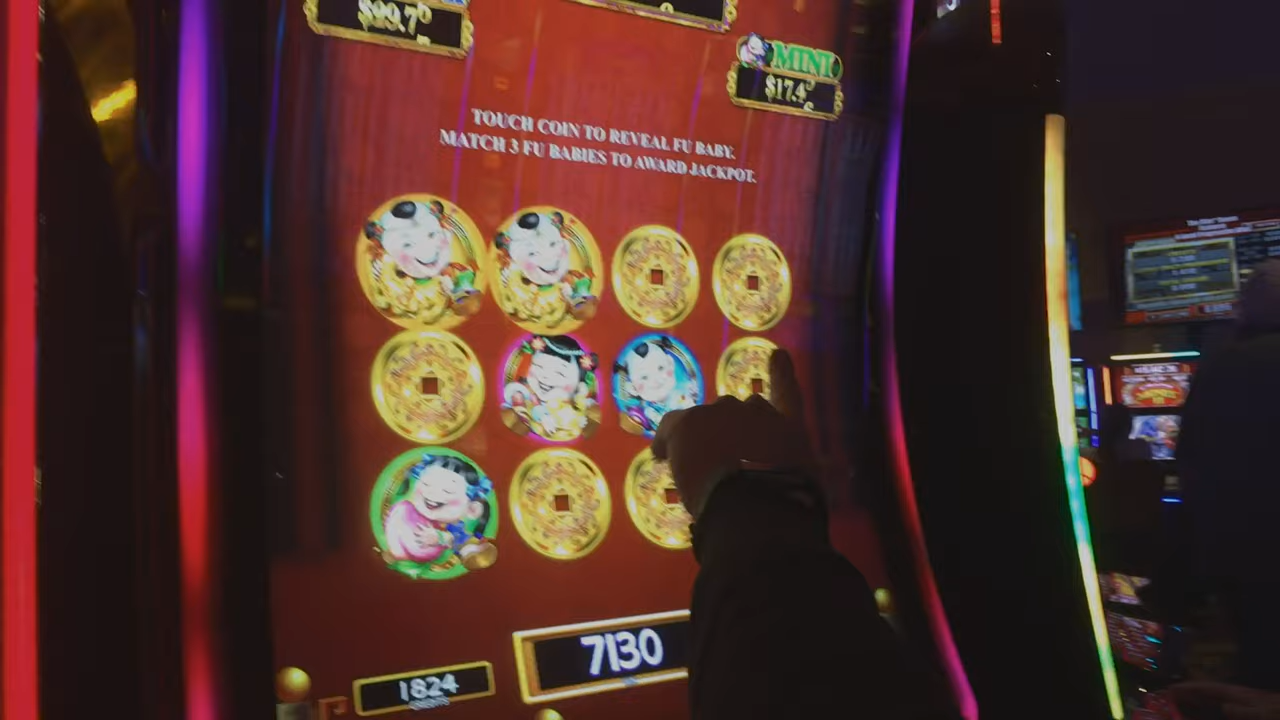 $99.7
MINI
$17.4
TOUCH COIN TO REVEAL FU BABY.
MATCH 3 FU BABIES TO AWARD JACKPOT.
7130
1824